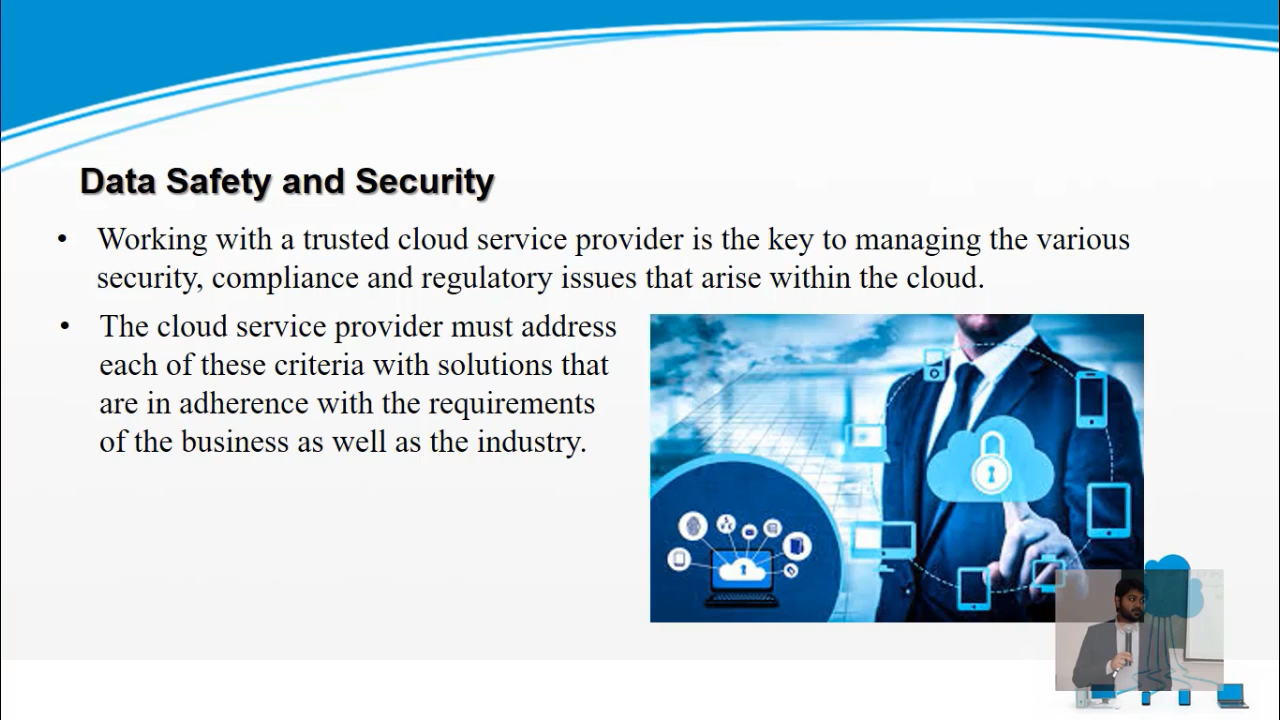 Data Safety and Security
• Working with a trusted cloud service provider is the key to managing the various
security, compliance and regulatory issues that arise within the cloud.
• The cloud service provider must address
each of these criteria with solutions that
are in adherence with the requirements
of the business as well as the industry.